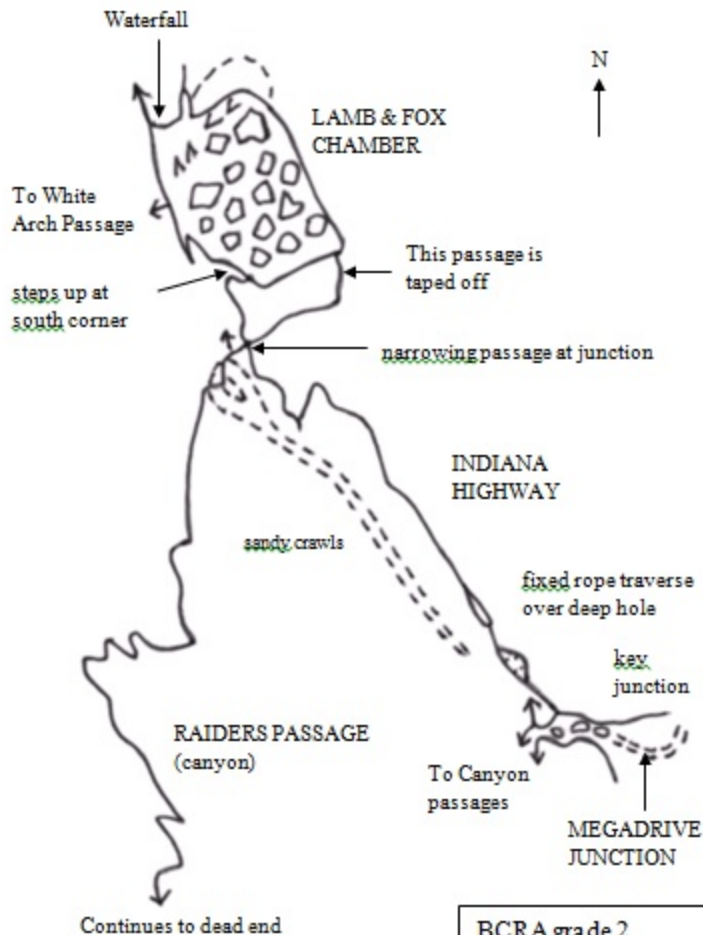 Waterfall
N
LAMB & FOX
CHAMBER
To White
Arch Passage
This passage is
taped off
steps up at
south corner
narrowing passage at junction
INDIANA
HIGHWAY
sandy crawls
fixed rope traverse
over deep hole
key
junction
RAIDERS PASSAGE
(canyon)
To Canyon
passages
MEGADRIVE
JUNCTION
Continues to dead end
BCRA grade 2